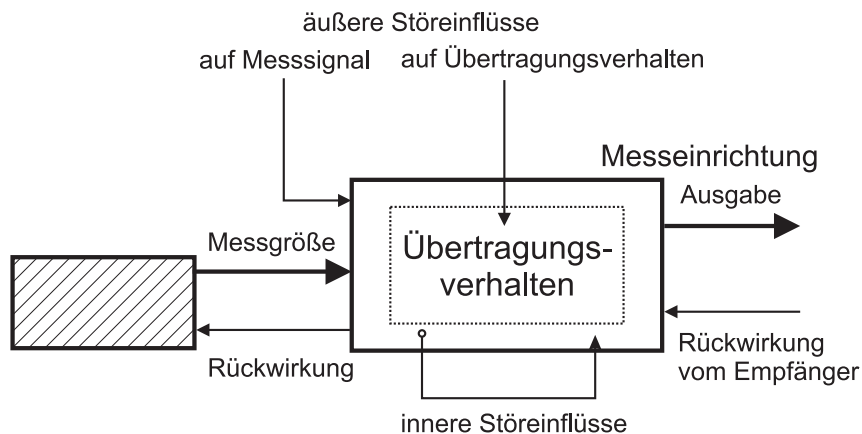 äußere Störeinflüsse
auf Messsignal
auf Übertragungsverhalten
Messeinrichtung
Ausgabe
Messgröße
Übertragungs-
verhalten
Rückwirkung
Rückwirkung
vom Empfänger
innere Störeinflüsse